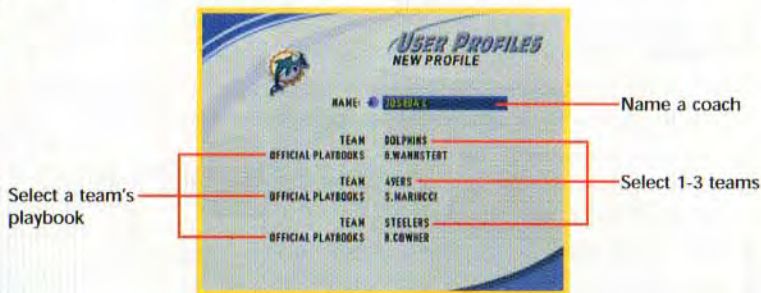 USER PROFILES
NEW PROFILE
NAME:
Name a coach
TEAM DOLPHINS
OFFICIAL PLAYBOOKS D.WANNSTEDT
Select a team's
playbook
TEAM 49ERS
OFFICIAL PLAYBOOKS S.MARIUCCI
Select 1-3 teams
TEAM STEELERS
OFFICIAL PLAYBOOKS B.COWHER